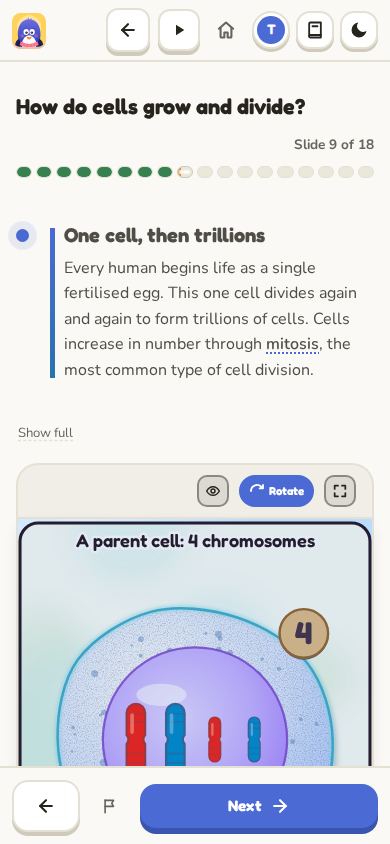 T
How do cells grow and divide?
Slide 9 of 18
One cell, then trillions
Every human begins life as a single
fertilised egg. This one cell divides again
and again to form trillions of cells. Cells
increase in number through mitosis, the
most common type of cell division.
Show full
Rotate
A parent cell: 4 chromosomes
4
Next